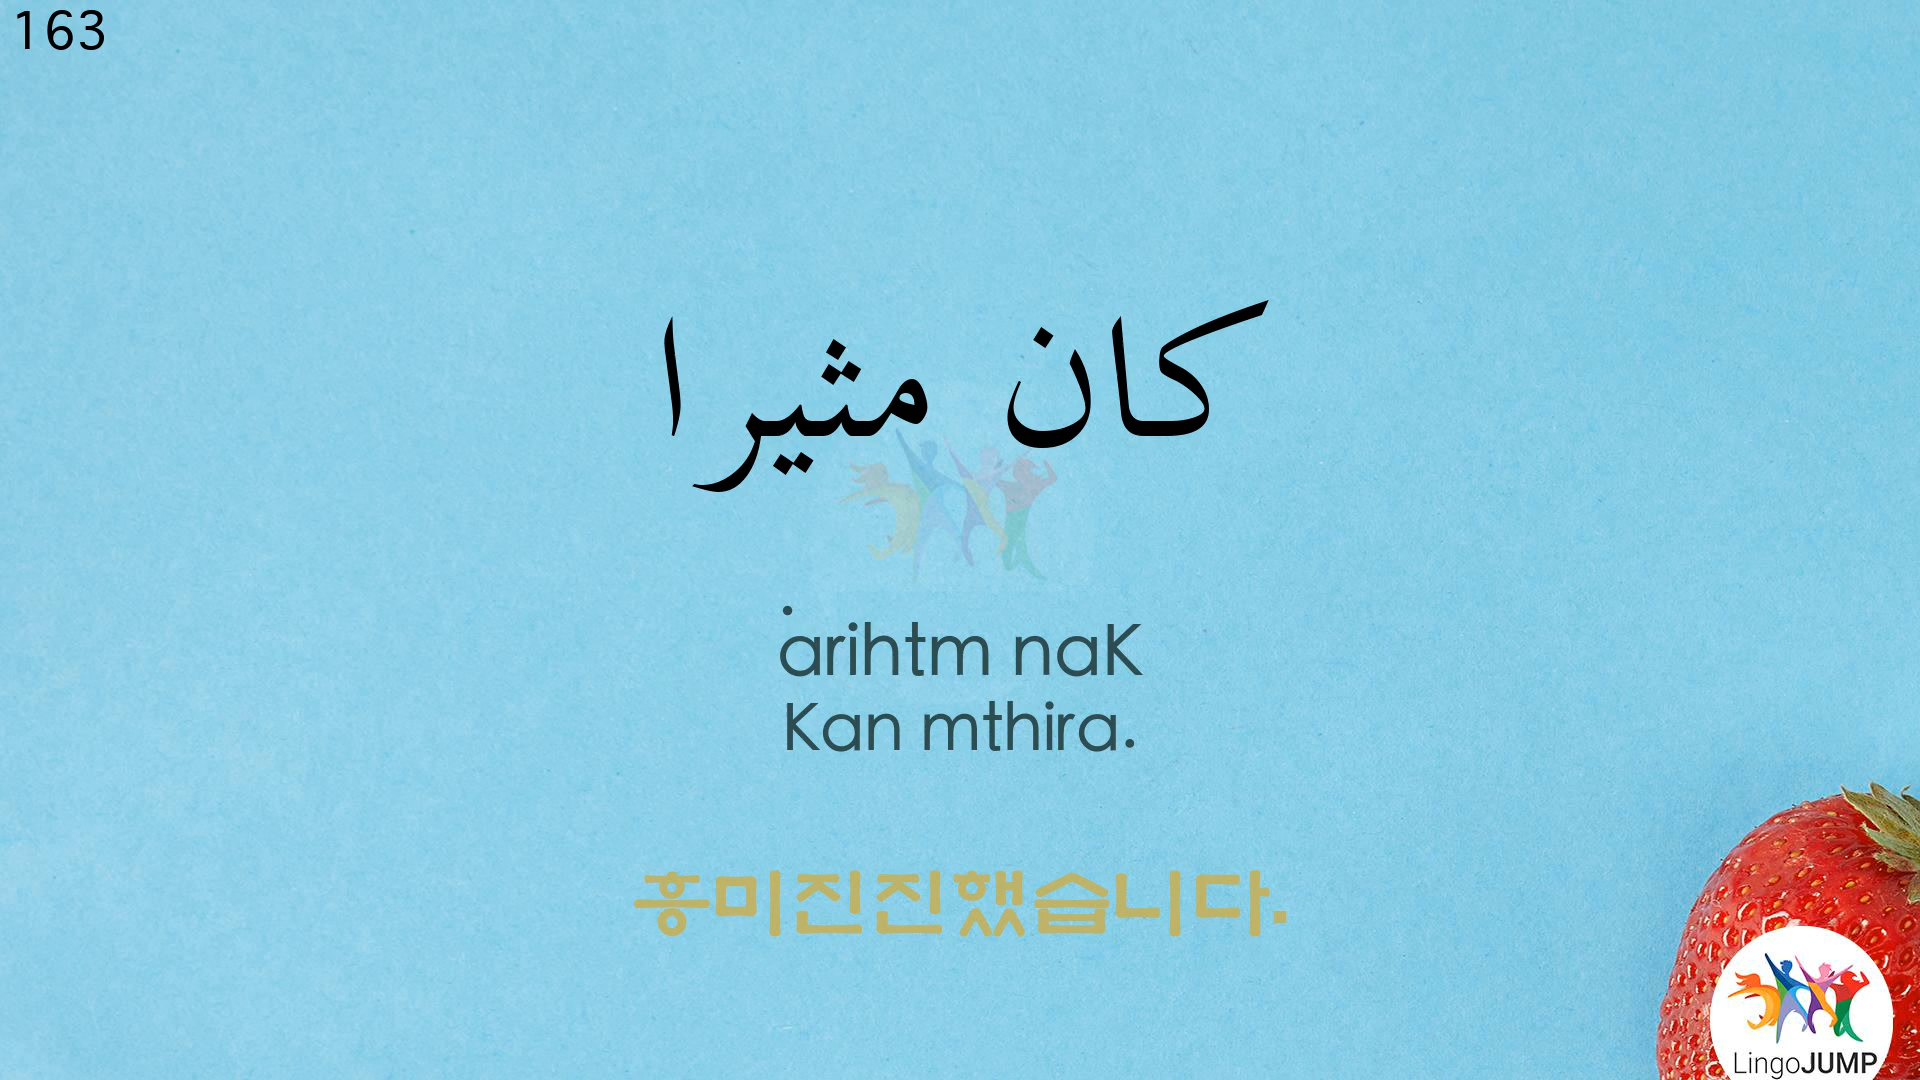 163
كان مثيرا
.arihtm naK
Kan mthira.
흥미진진했습니다.
LingoJUMP